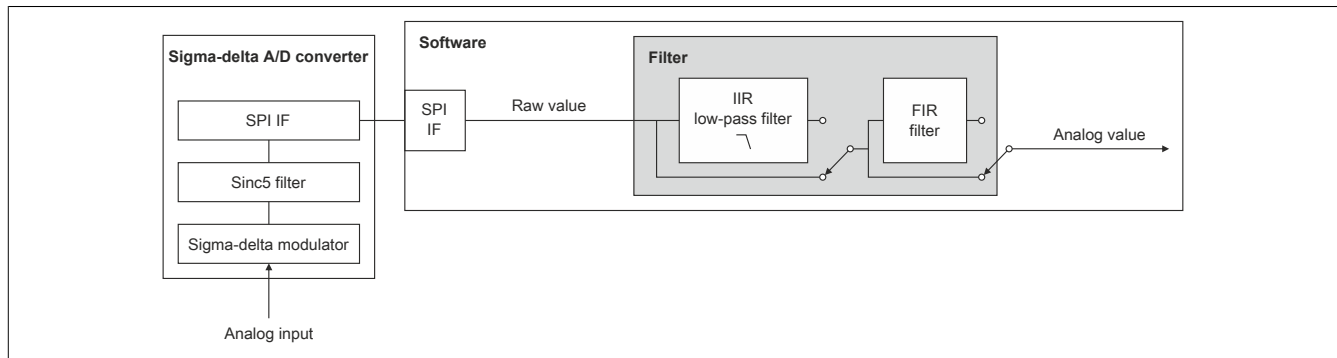 Sigma-delta A/D converter
SPI IF
Sinc5 filter
Sigma-delta modulator
Analog input
Software
SPI
IF
Raw value
Filter
IIR
low-pass filter
FIR
filter
Analog value